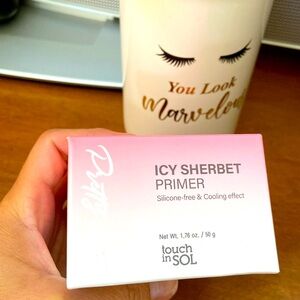 You Look
Marvelous
Pretty
ICY SHERBET
PRIMER
Silicone-free & Cooling effect
Net Wt. 1.76 oz. / 50 g
touch
in SOL